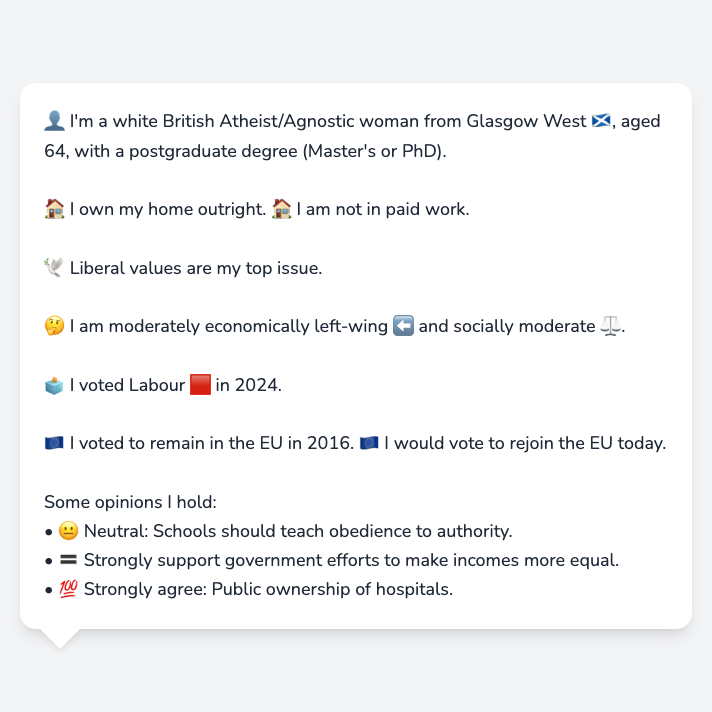 👤 I'm a white British Atheist/Agnostic woman from Glasgow West 🏴󠁧󠁢󠁳󠁣󠁴󠁿, aged
64, with a postgraduate degree (Master's or PhD).
🏠 I own my home outright. 🏠 I am not in paid work.
🕊️ Liberal values are my top issue.
🤔 I am moderately economically left-wing ⬅️ and socially moderate ⚖️.
🗳️ I voted Labour 🟥 in 2024.
🇪🇺 I voted to remain in the EU in 2016. 🇪🇺 I would vote to rejoin the EU today.
Some opinions I hold:
• 😐 Neutral: Schools should teach obedience to authority.
• 🟰 Strongly support government efforts to make incomes more equal.
• 💯 Strongly agree: Public ownership of hospitals.